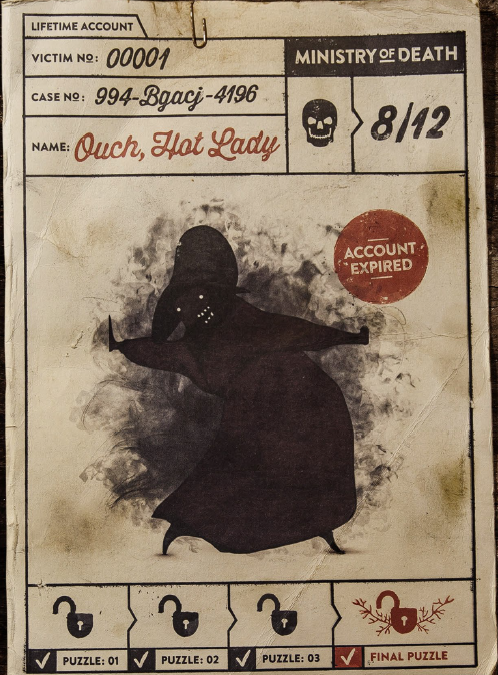 LIFETIME ACCOUNT
VICTIM No: 00001
CASE No: 994-Bgacj-4196
NAME: Ouch, Hot Lady
MINISTRY OF DEATH
8/12
ACCOUNT
EXPIRED
PUZZLE: 01
PUZZLE: 02
PUZZLE: 03
FINAL PUZZLE